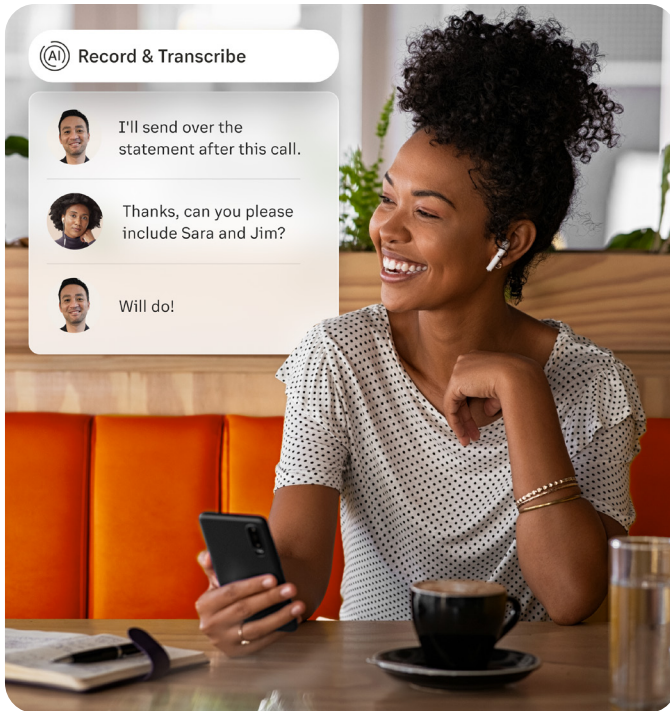 AI Record & Transcribe
I'll send over the
statement after this call.
Thanks, can you please
include Sara and Jim?
Will do!